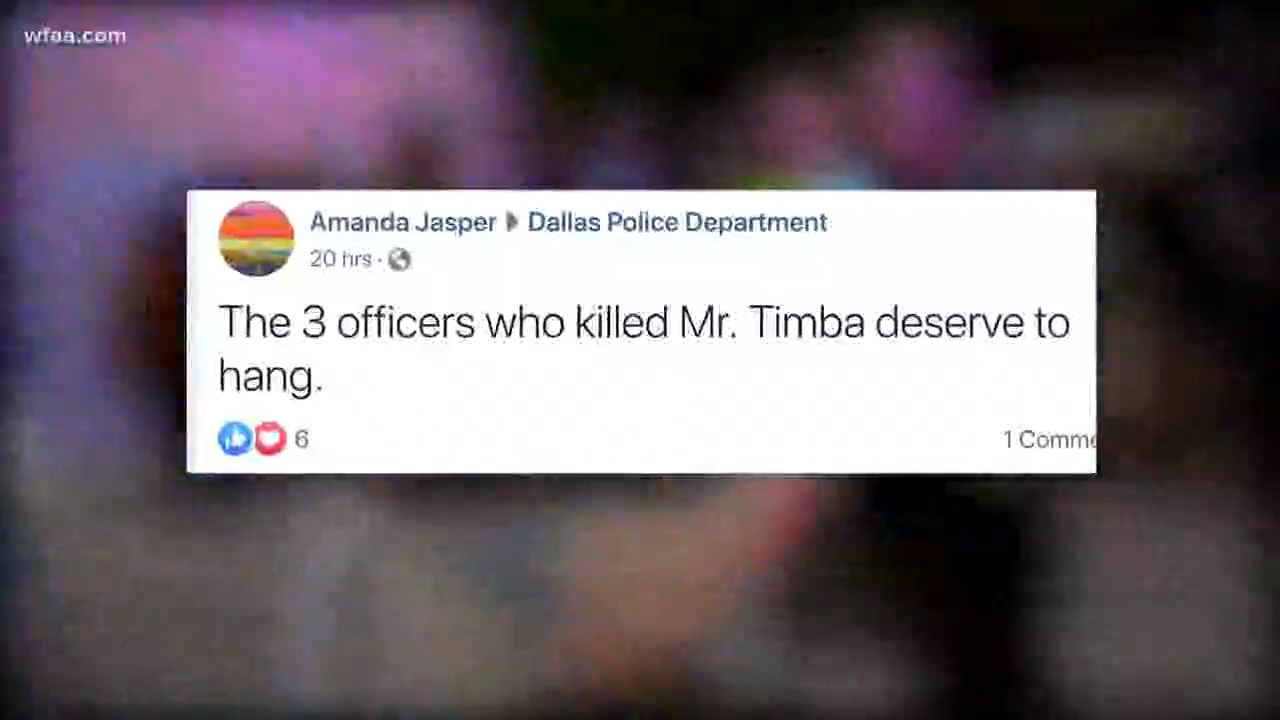 wfaa.com
Amanda Jasper Dallas Police Department
20 hrs ·
The 3 officers who killed Mr. Timba deserve to
hang.
6
1 Comme